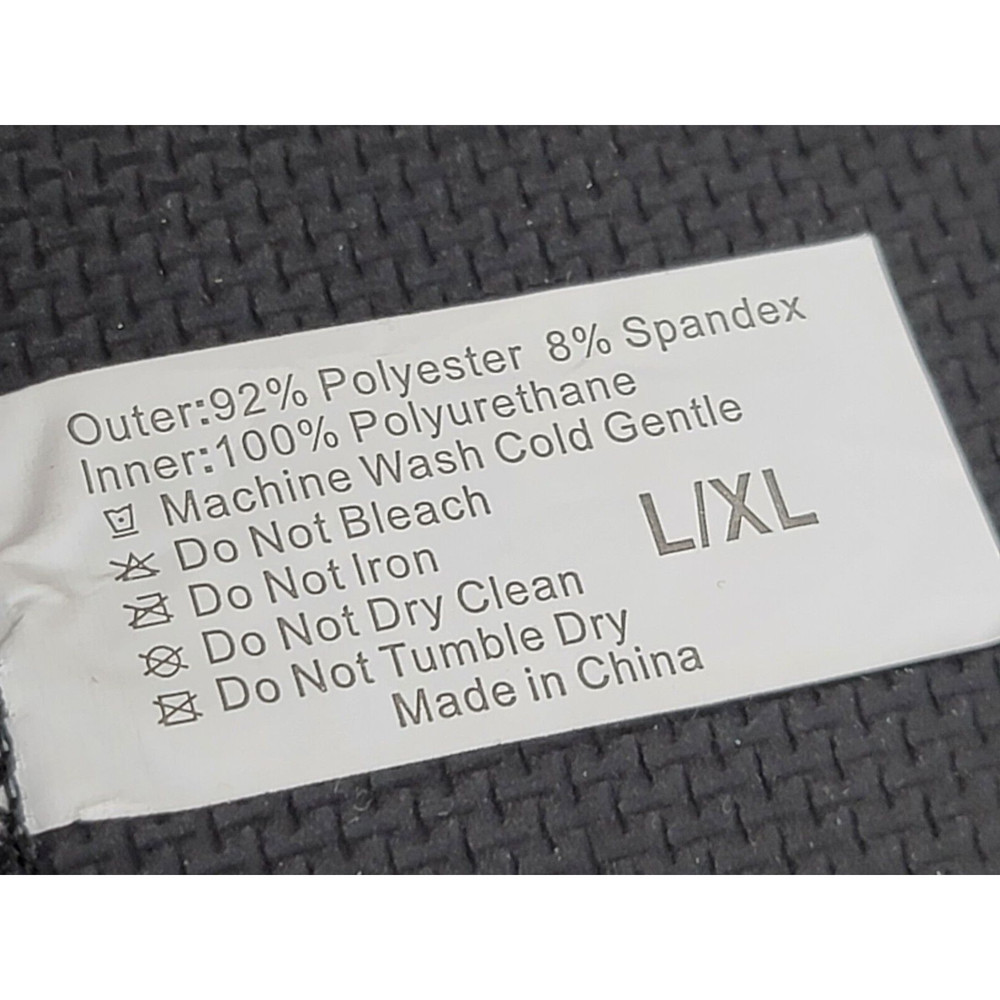 Outer:92% Polyester 8% Spandex
Inner:100% Polyurethane
Machine Wash Cold Gentle
Do Not Bleach
L/XL
Do Not Iron
Do Not Dry Clean
Do Not Tumble Dry
Made in China